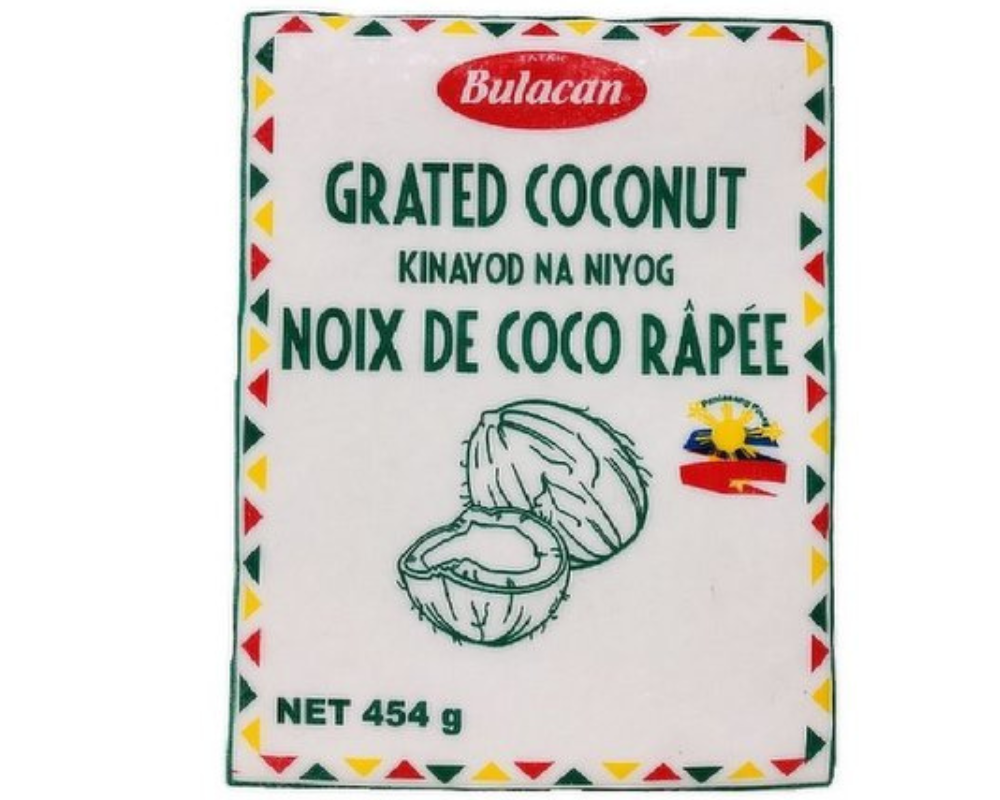 Bulacan
GRATED COCONUT
KINAYOD NA NIYOG
NOIX DE COCO RÂPÉE
NET 454 g